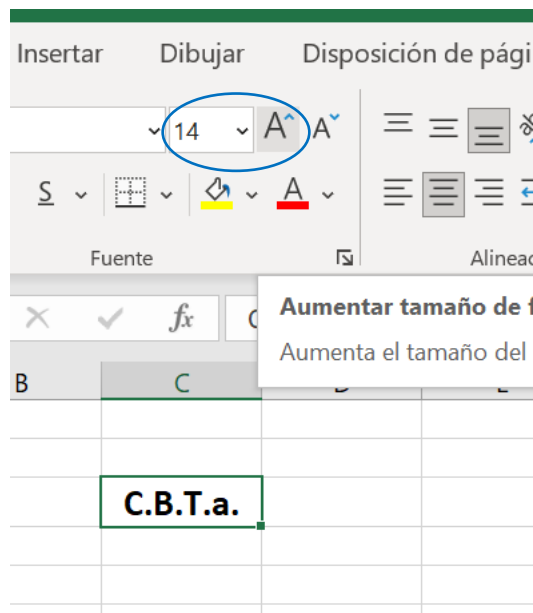 Insertar Dibujar Disposición de pági
14 A A
S A
Fuente Alineac
fx
Aumentar tamaño de f
Aumenta el tamaño del
B C
C.B.T.a.